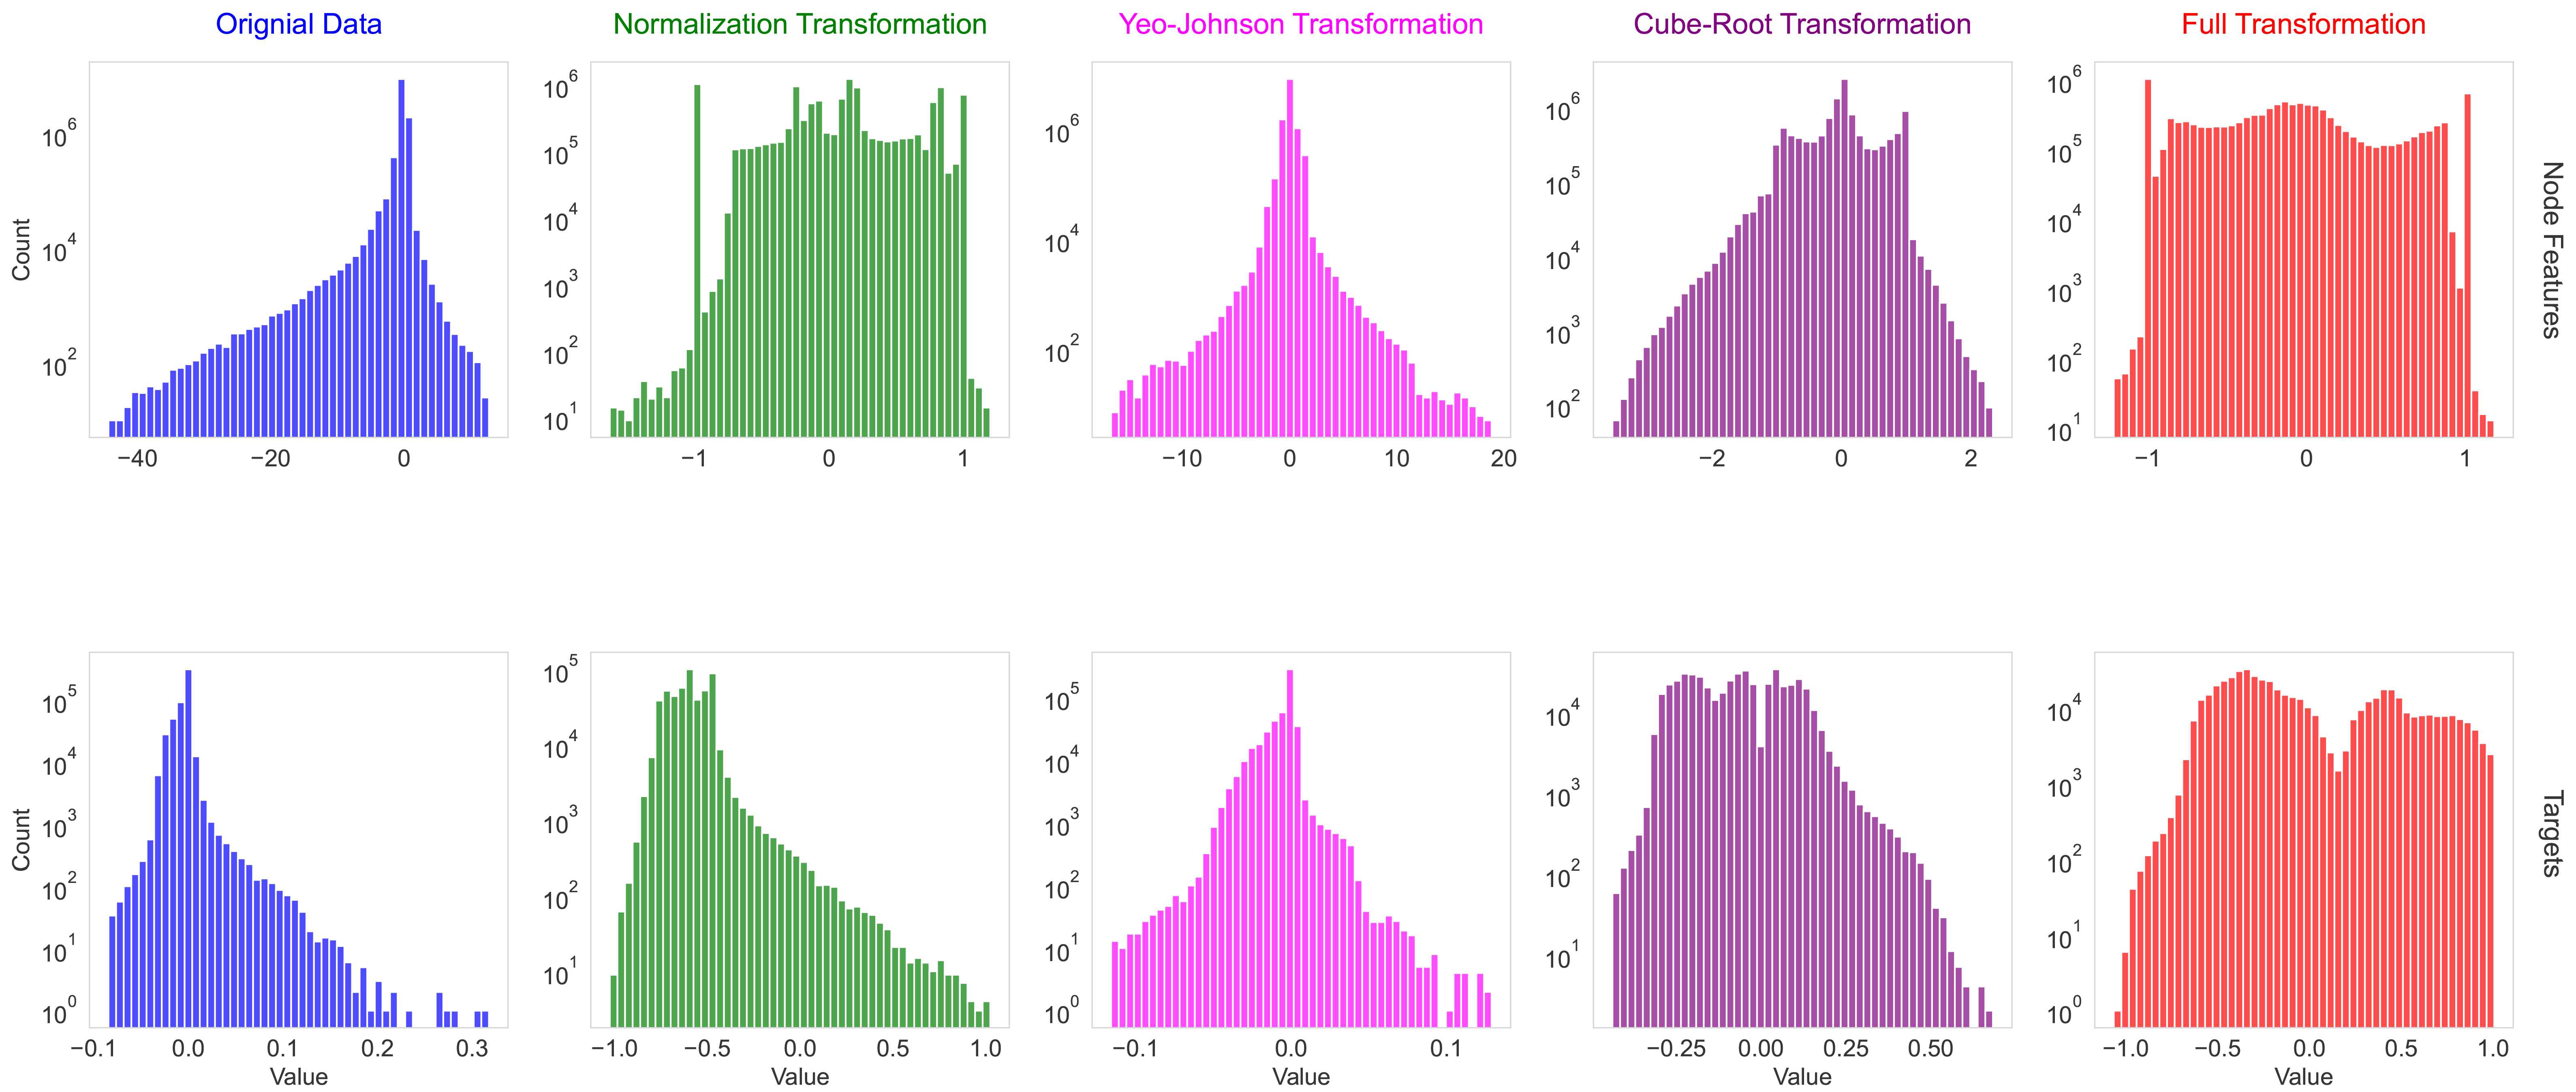 Orignial Data
Normalization Transformation
Yeo-Johnson Transformation
Cube-Root Transformation
Full Transformation
Count
10^6
10^4
10^2
−40 −20 0
10^6
10^5
10^4
10^3
10^2
10^1
−1 0 1
10^6
10^4
10^2
−10 0 10 20
10^6
10^5
10^4
10^3
10^2
−2 0 2
10^6
10^5
10^4
10^3
10^2
10^1
−1 0 1
Node Features
Count
10^5
10^4
10^3
10^2
10^1
10^0
−0.1 0.0 0.1 0.2 0.3
Value
10^5
10^4
10^3
10^2
10^1
−1.0 −0.5 0.0 0.5 1.0
Value
10^5
10^4
10^3
10^2
10^1
10^0
−0.1 0.0 0.1
Value
10^4
10^3
10^2
10^1
−0.25 0.00 0.25 0.50
Value
10^4
10^3
10^2
10^1
10^0
−1.0 −0.5 0.0 0.5 1.0
Value
Targets